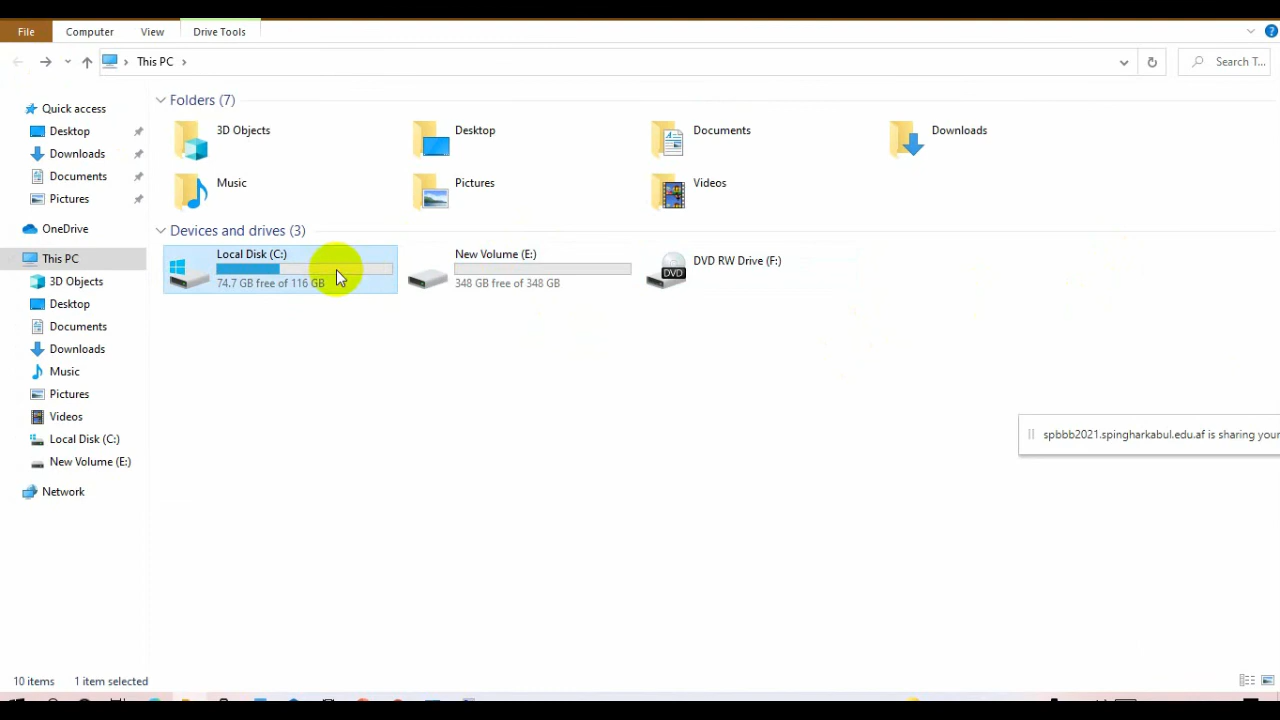 File Computer View Drive Tools
This PC
Search T...
Quick access
Desktop
Downloads
Documents
Pictures
OneDrive
This PC
3D Objects
Desktop
Documents
Downloads
Music
Pictures
Videos
Local Disk (C:)
New Volume (E:)
Network
Folders (7)
3D Objects
Desktop
Documents
Downloads
Music
Pictures
Videos
Devices and drives (3)
Local Disk (C:)
74.7 GB free of 116 GB
New Volume (E:)
348 GB free of 348 GB
DVD RW Drive (F:)
DVD
spbbb2021.spingharkabul.edu.af is sharing your
10 items 1 item selected